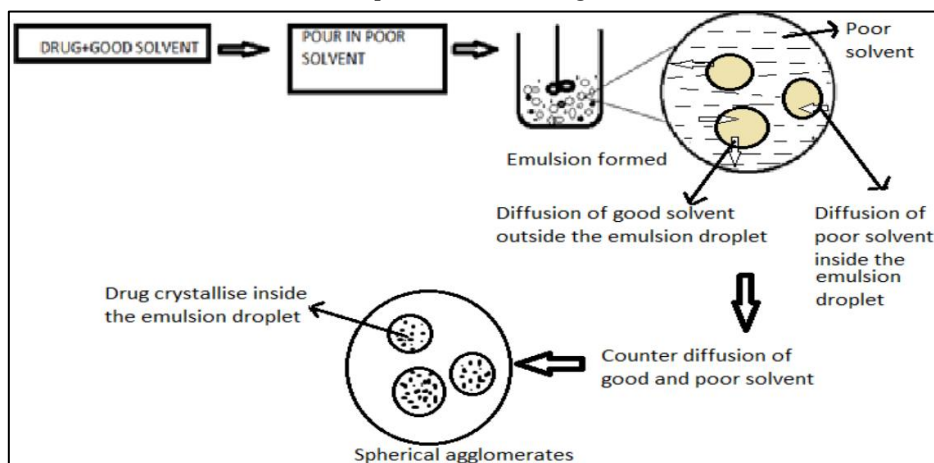 DRUG+GOOD SOLVENT
POUR IN POOR
SOLVENT
Poor
solvent
Emulsion formed
Diffusion of good solvent
outside the emulsion droplet
Diffusion of
poor solvent
inside the
emulsion
droplet
Drug crystallise inside
the emulsion droplet
Counter diffusion of
good and poor solvent
Spherical agglomerates